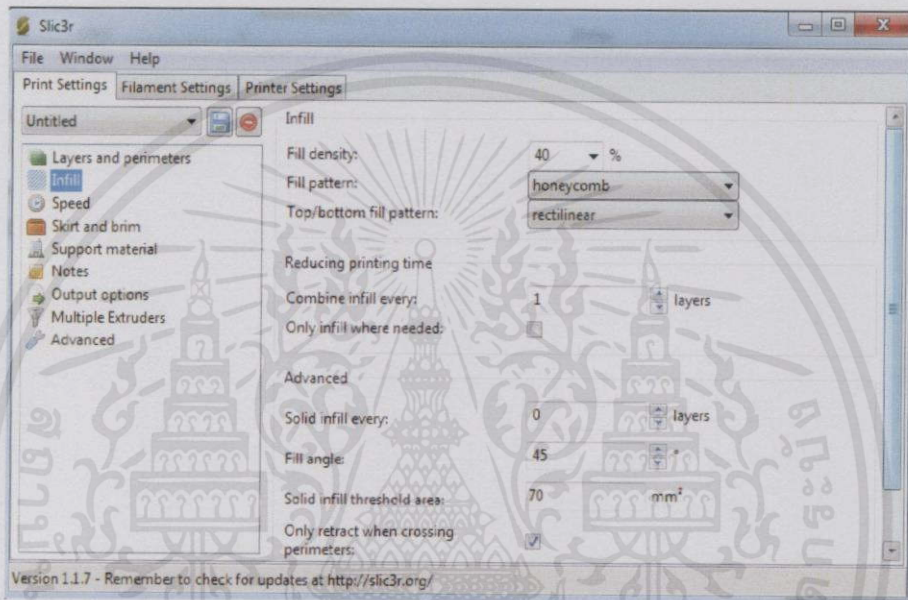 Slic3r
File Window Help
Print Settings Filament Settings Printer Settings
Untitled
Layers and perimeters
Infill
Speed
Skirt and brim
Support material
Notes
Output options
Multiple Extruders
Advanced
Infill
Fill density: 40 %
Fill pattern: honeycomb
Top/bottom fill pattern: rectilinear
Reducing printing time
Combine infill every: 1 layers
Only infill where needed:
Advanced
Solid infill every: 0 layers
Fill angle: 45 °
Solid infill threshold area: 70 mm²
Only retract when crossing
perimeters:
Version 1.1.7 - Remember to check for updates at http://slic3r.org/